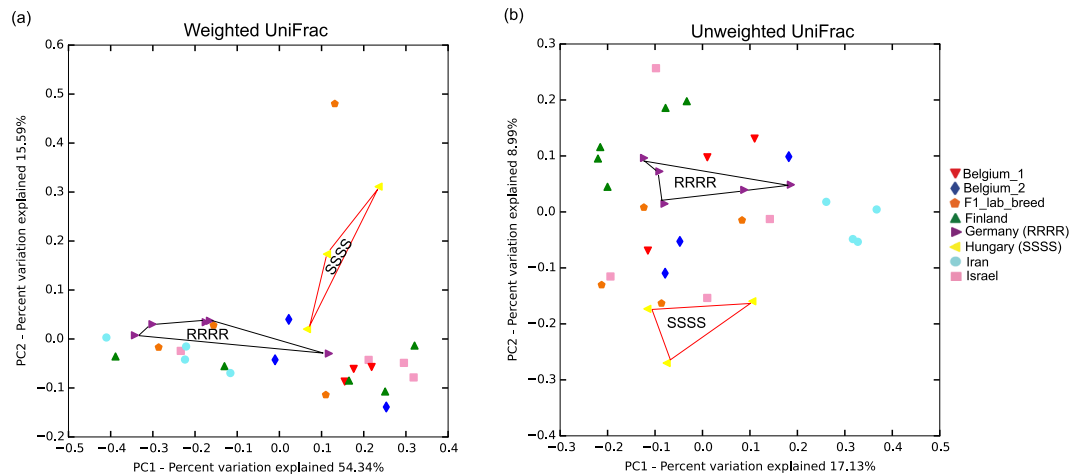 (a)
Weighted UniFrac
0.6
0.5
0.4
0.3
0.2
0.1
0.0
−0.1
−0.2
PC2 - Percent variation explained 15.59%
SSSS
RRRR
−0.5 −0.4 −0.3 −0.2 −0.1 0.0 0.1 0.2 0.3 0.4
PC1 - Percent variation explained 54.34%
(b)
Unweighted UniFrac
0.3
0.2
0.1
0.0
−0.1
−0.2
−0.3
−0.4
PC2 - Percent variation explained 8.99%
RRRR
SSSS
−0.3 −0.2 −0.1 0.0 0.1 0.2 0.3 0.4 0.5
PC1 - Percent variation explained 17.13%
Belgium_1
Belgium_2
F1_lab_breed
Finland
Germany (RRRR)
Hungary (SSSS)
Iran
Israel